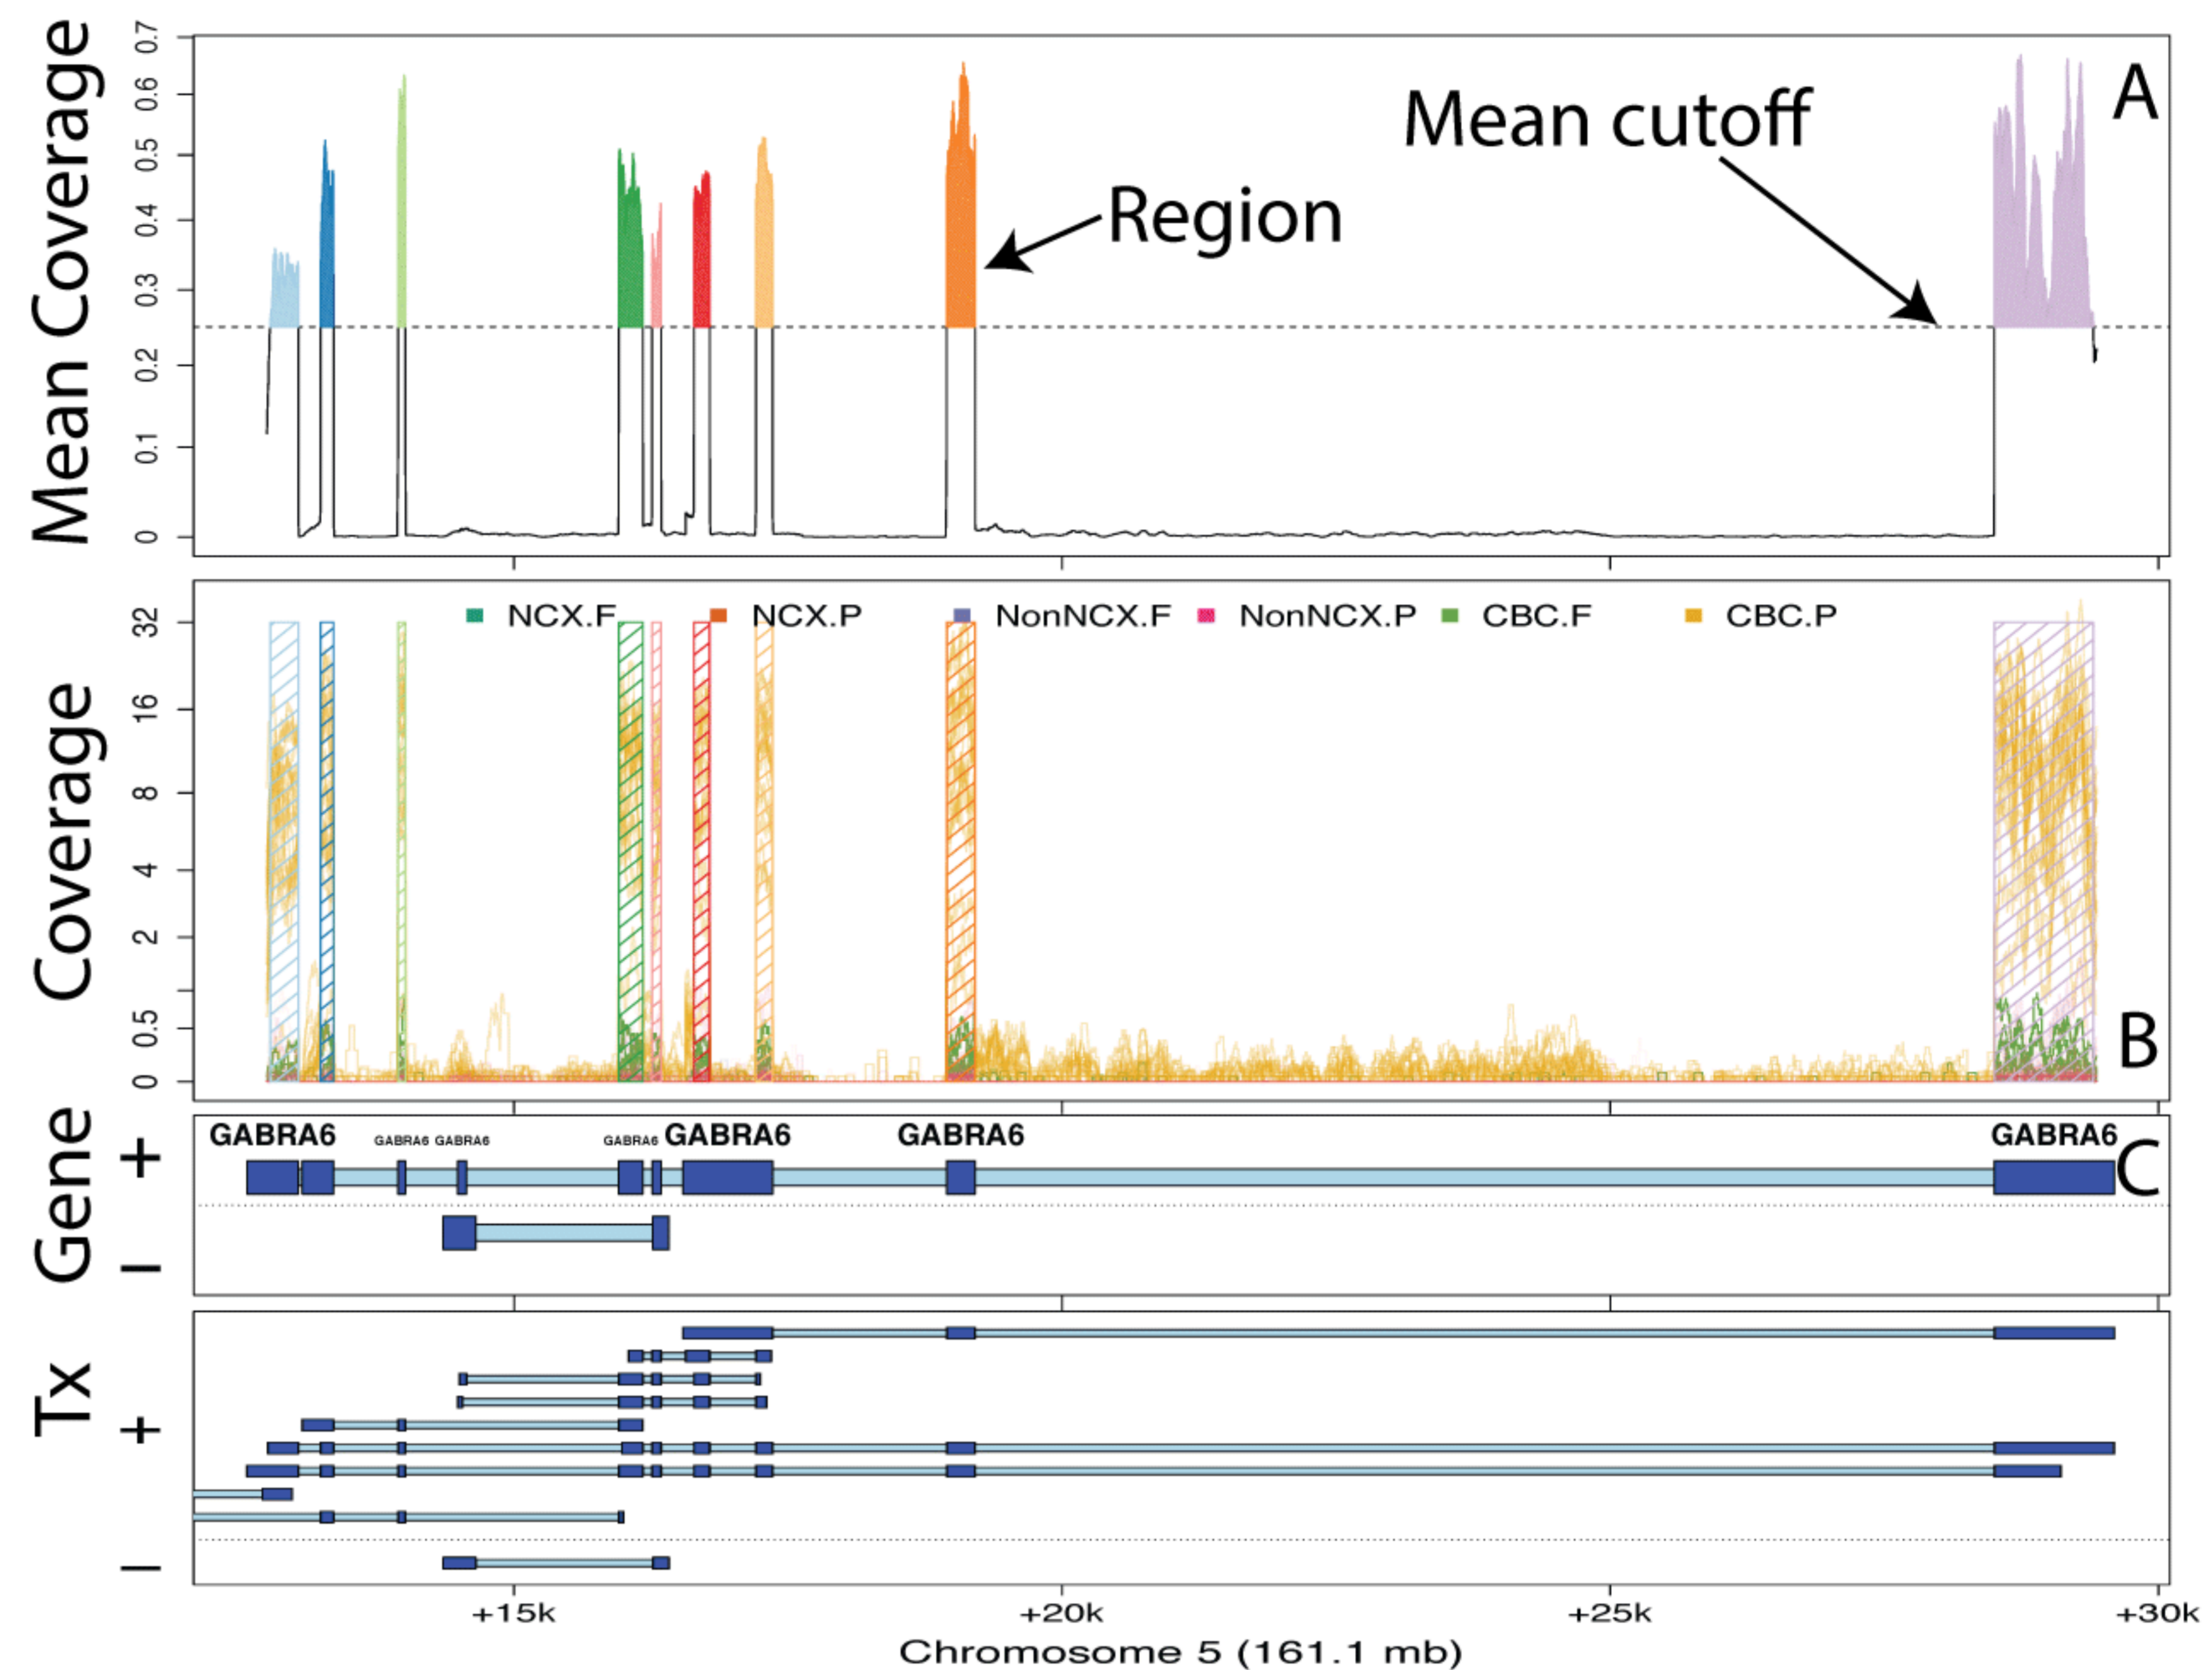 Mean Coverage
0.7
0.6
0.5
0.4
0.3
0.2
0.1
0
A
Mean cutoff
Region
Coverage
32
16
8
4
2
0.5
0
NCX.F NCX.P NonNCX.F NonNCX.P CBC.F CBC.P
B
Gene
+
GABRA6 GABRA6 GABRA6 GABRA6 GABRA6 GABRA6 GABRA6
C
−
Tx
+
−
+15k +20k +25k +30k
Chromosome 5 (161.1 mb)